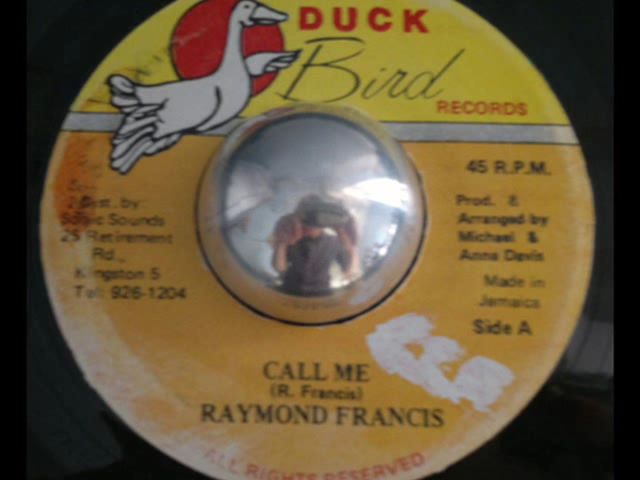 DUCK
Bird
RECORDS
45 R.P.M.
Dist. by:
Sonic Sounds
25 Retirement
Rd.,
Kingston 5
Tel: 926-1204
Prod. &
Arranged by
Michael &
Anna Davis
Made in
Jamaica
Side A
CALL ME
(R. Francis)
RAYMOND FRANCIS
ALL RIGHTS RESERVED